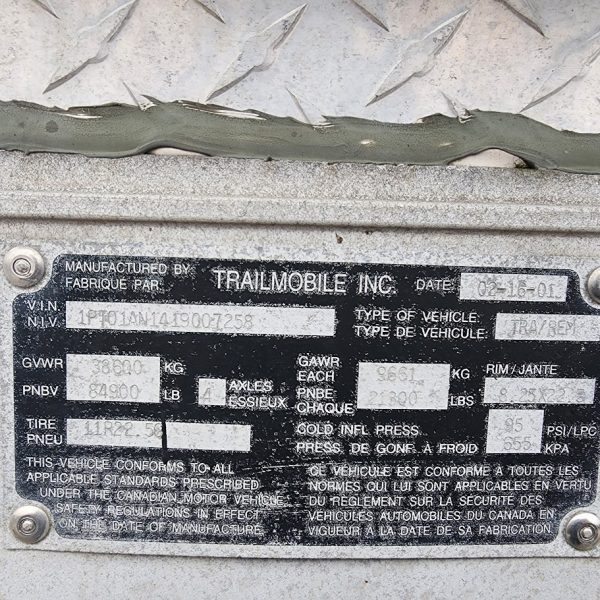 MANUFACTURED BY: TRAILMOBILE INC. DATE: 02-16-01
FABRIQUÉ PAR:
V.I.N. 1PT01AN1419007258 TYPE OF VEHICLE: TRA/REM
N.I.V. TYPE DE VÉHICULE:
GVWR 38600 KG GAWR EACH 9661 KG RIM/JANTE
PNBV 84900 LB 4 AXLES ESSIEUX PNBE CHAQUE LBS
TIRE COLD INFL PRESS. 95 PSI/LPC
PNEU 11R22.5 PRESS. DE GONF. À FROID 655 KPA
THIS VEHICLE CONFORMS TO ALL
APPLICABLE STANDARDS PRESCRIBED
UNDER THE CANADIAN MOTOR VEHICLE
SAFETY REGULATIONS IN EFFECT
ON THE DATE OF MANUFACTURE.
CE VÉHICULE EST CONFORME À TOUTES LES
NORMES QUI LUI SONT APPLICABLES EN VERTU
DU RÈGLEMENT SUR LA SÉCURITÉ DES
VÉHICULES AUTOMOBILES DU CANADA EN
VIGUEUR À LA DATE DE SA FABRICATION.